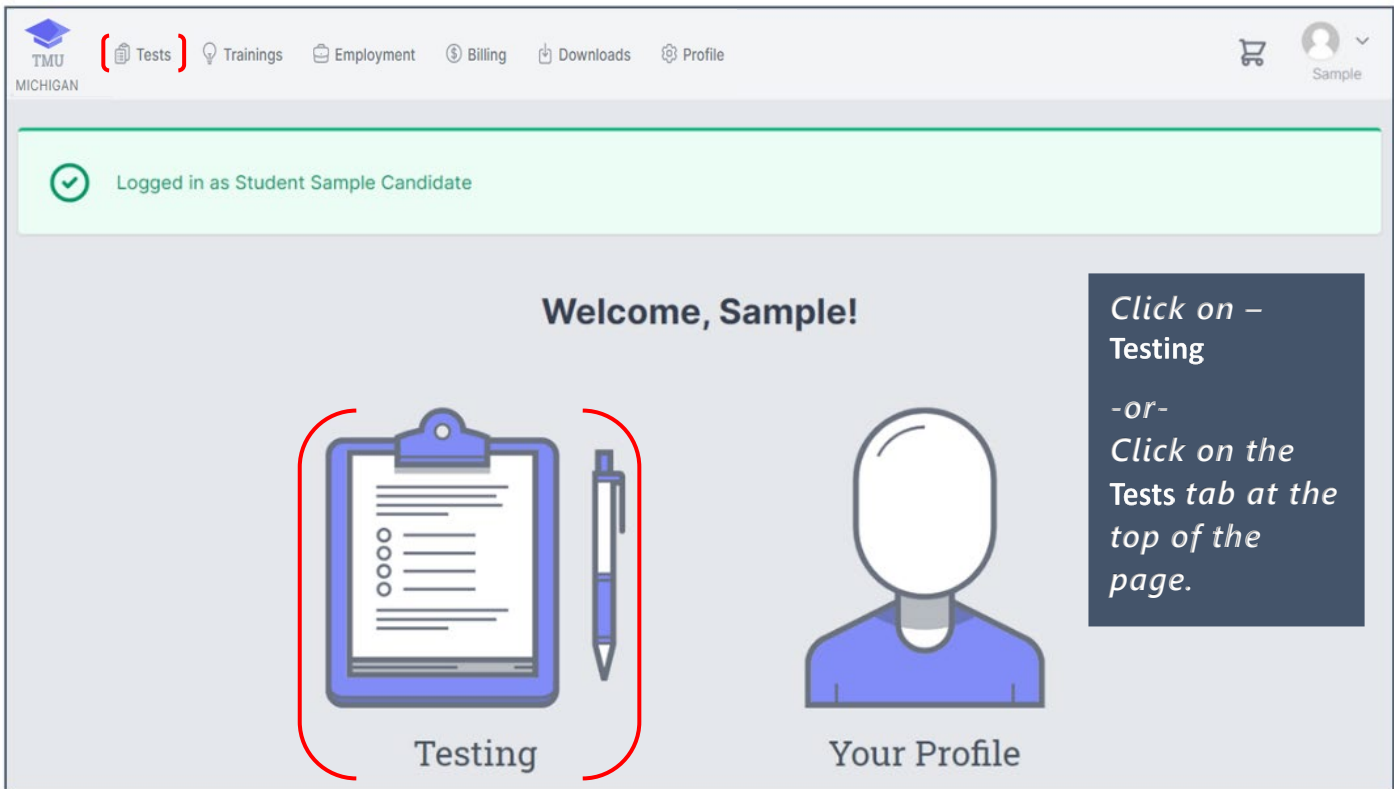 TMU
MICHIGAN
Tests Trainings Employment Billing Downloads Profile
Sample
Logged in as Student Sample Candidate
Welcome, Sample!
Click on –
Testing
-or-
Click on the
Tests tab at the
top of the
page.
Testing
Your Profile